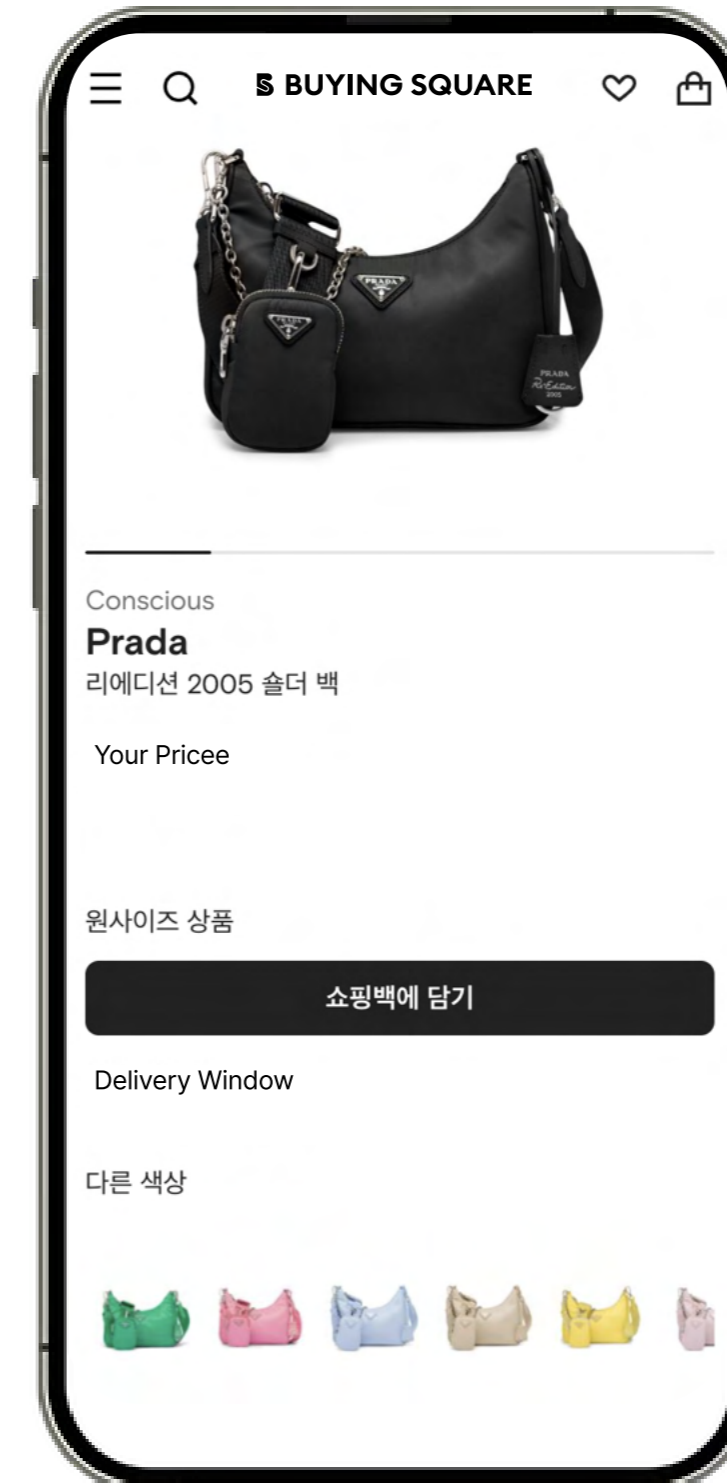 BUYING SQUARE
PRADA
PRADA
PRADA
Re-Edition
2005
Conscious
Prada
리에디션 2005 숄더 백
Your Pricee
원사이즈 상품
쇼핑백에 담기
Delivery Window
다른 색상